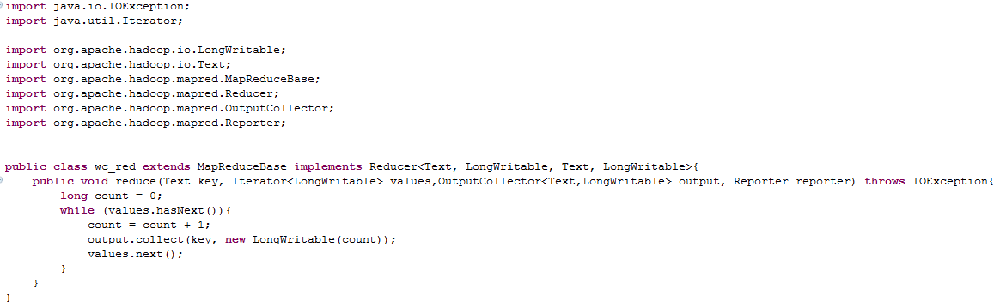 import java.io.IOException;
import java.util.Iterator;

import org.apache.hadoop.io.LongWritable;
import org.apache.hadoop.io.Text;
import org.apache.hadoop.mapred.MapReduceBase;
import org.apache.hadoop.mapred.Reducer;
import org.apache.hadoop.mapred.OutputCollector;
import org.apache.hadoop.mapred.Reporter;


public class wc_red extends MapReduceBase implements Reducer<Text, LongWritable, Text, LongWritable>{
    public void reduce(Text key, Iterator<LongWritable> values,OutputCollector<Text,LongWritable> output, Reporter reporter) throws IOException{
        long count = 0;
        while (values.hasNext()){
            count = count + 1;
            output.collect(key, new LongWritable(count));
            values.next();
        }
    }
}